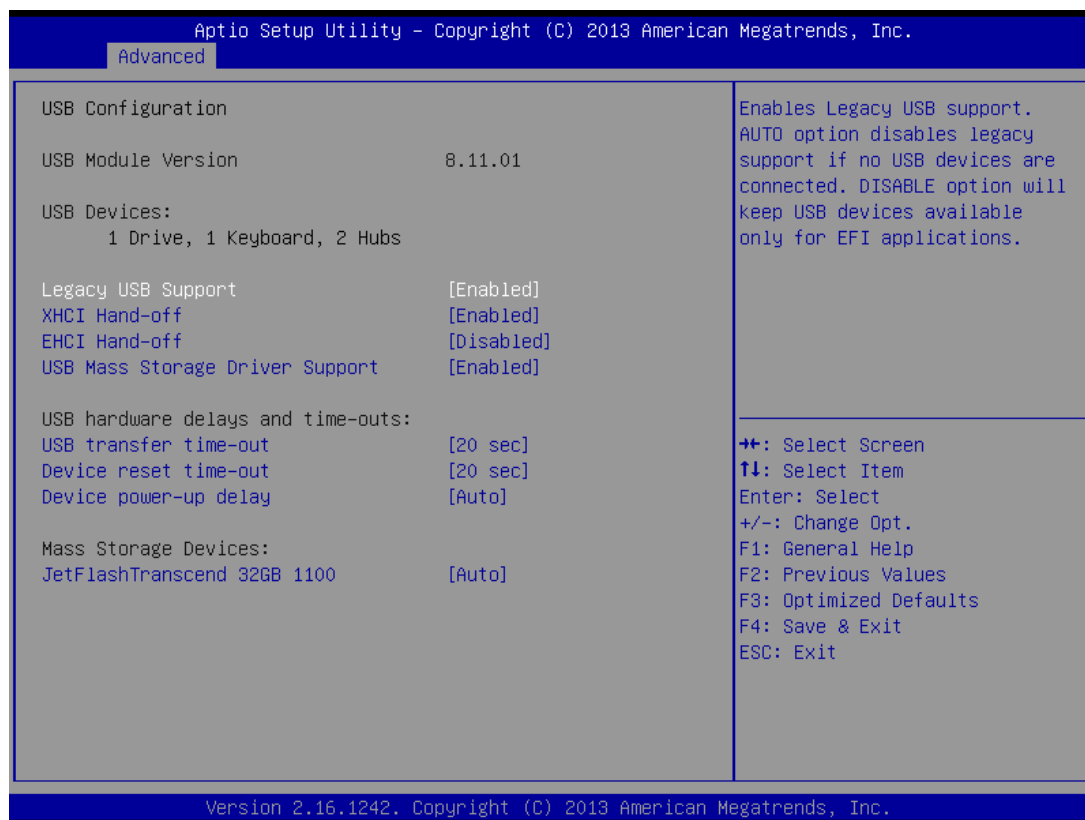 Aptio Setup Utility – Copyright (C) 2013 American Megatrends, Inc.
Advanced
USB Configuration
USB Module Version 8.11.01
USB Devices:
1 Drive, 1 Keyboard, 2 Hubs
Legacy USB Support [Enabled]
XHCI Hand-off [Enabled]
EHCI Hand-off [Disabled]
USB Mass Storage Driver Support [Enabled]
USB hardware delays and time-outs:
USB transfer time-out [20 sec]
Device reset time-out [20 sec]
Device power-up delay [Auto]
Mass Storage Devices:
JetFlashTranscend 32GB 1100 [Auto]
Enables Legacy USB support.
AUTO option disables legacy
support if no USB devices are
connected. DISABLE option will
keep USB devices available
only for EFI applications.
→←: Select Screen
↑↓: Select Item
Enter: Select
+/-: Change Opt.
F1: General Help
F2: Previous Values
F3: Optimized Defaults
F4: Save & Exit
ESC: Exit
Version 2.16.1242. Copyright (C) 2013 American Megatrends, Inc.